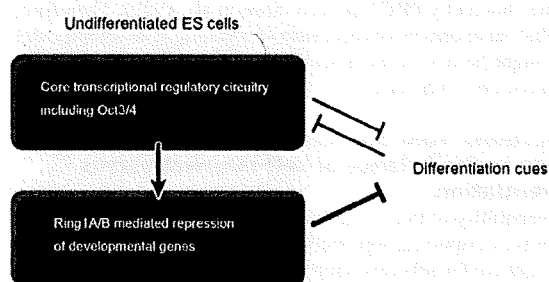 Undifferentiated ES cells
Core transcriptional regulatory circuitry
including Oct3/4
Differentiation cues
Ring1A/B mediated repression
of developmental genes